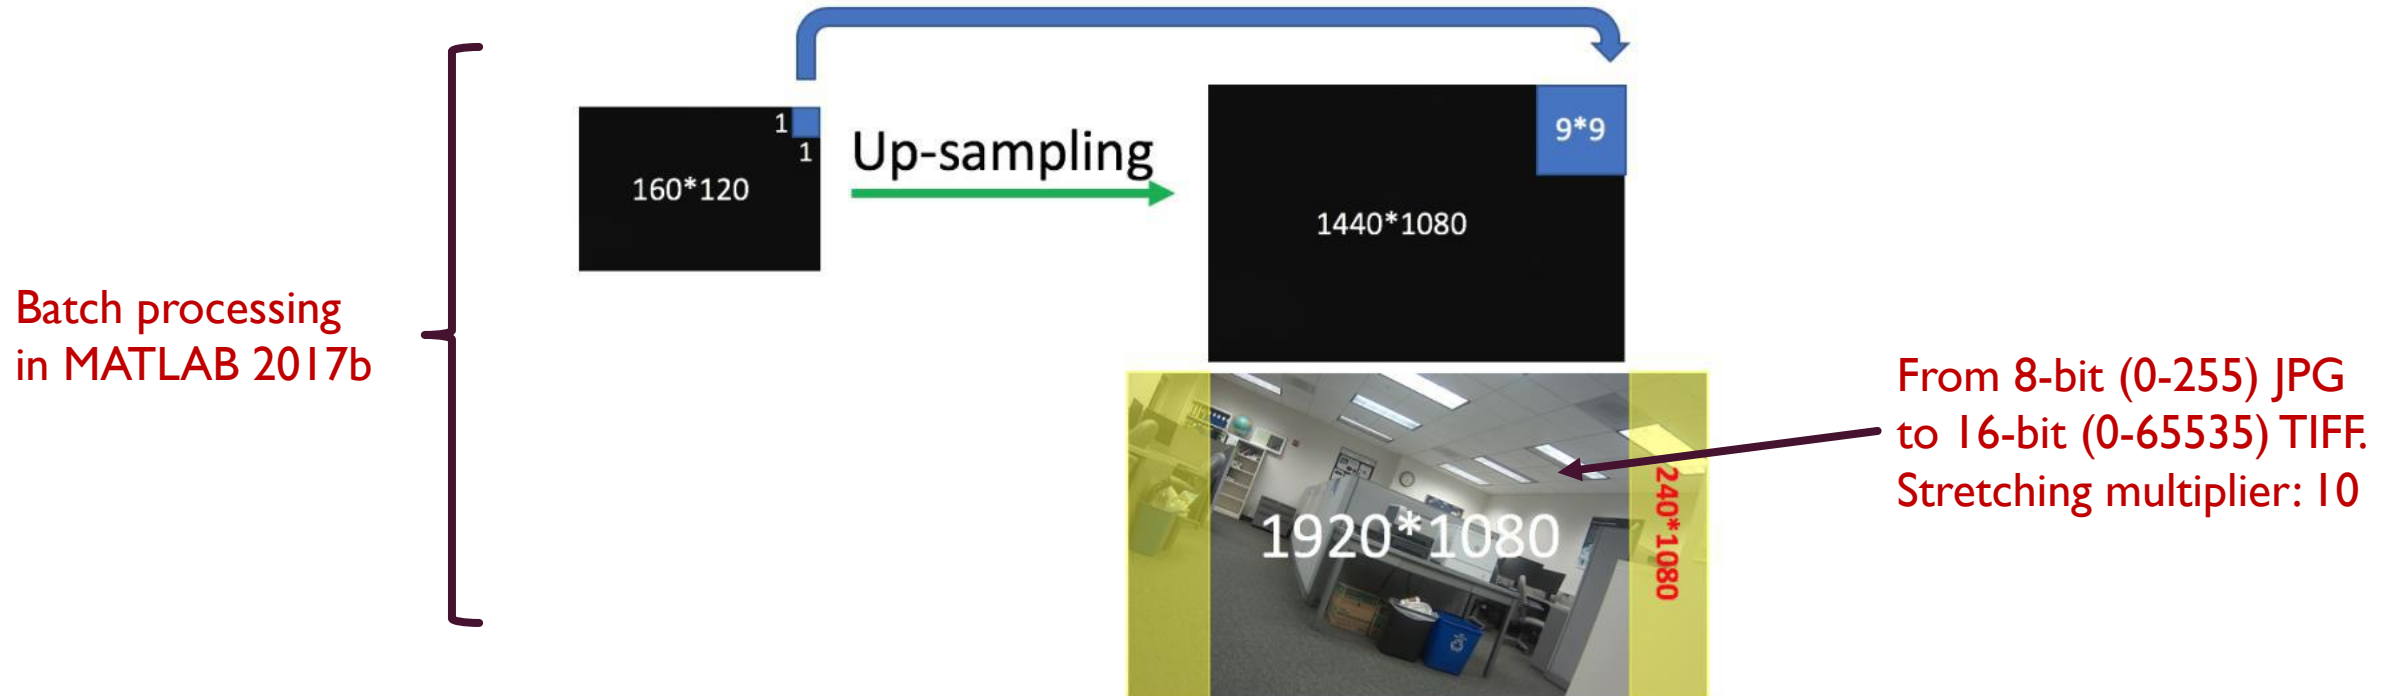 Batch processing
in MATLAB 2017b
1
1
160*120
Up-sampling
9*9
1440*1080
1920*1080
240*1080
From 8-bit (0-255) JPG
to 16-bit (0-65535) TIFF.
Stretching multiplier: 10